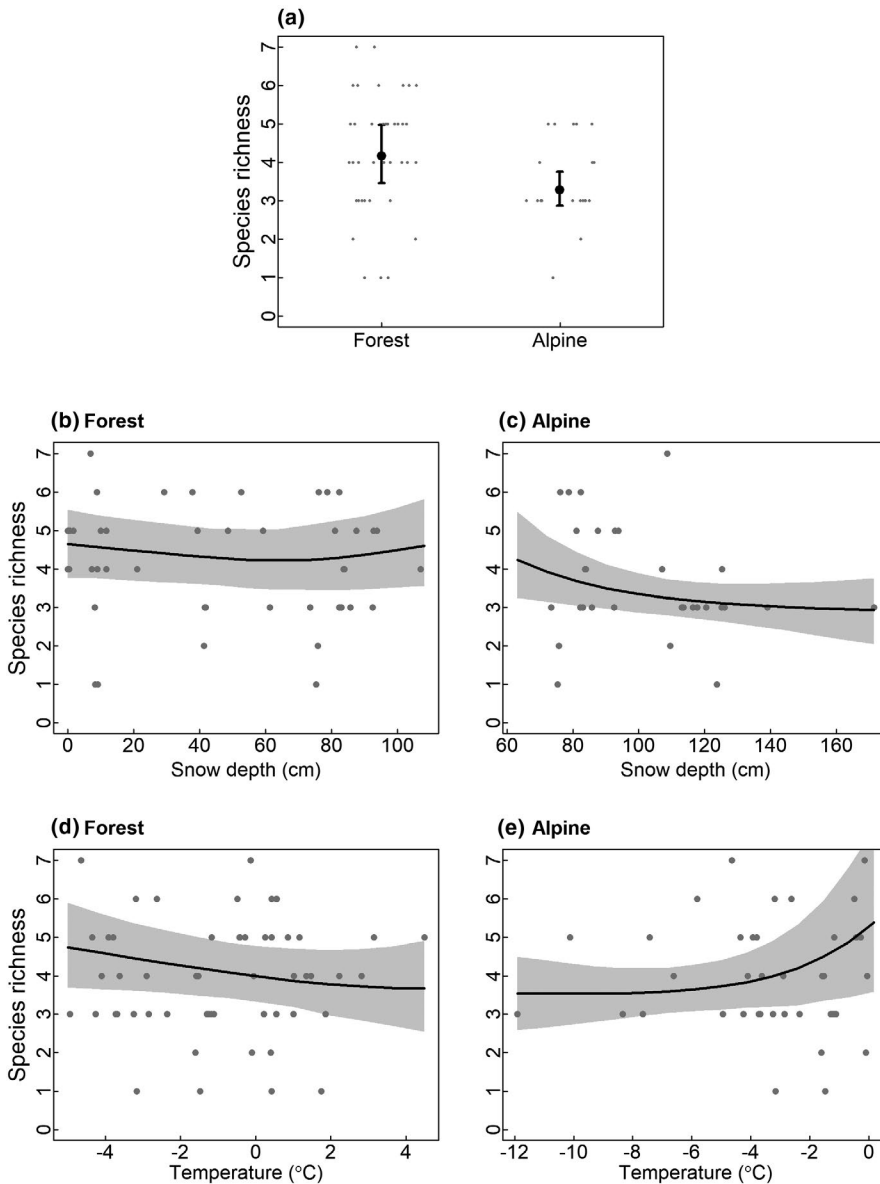 (a)
Species richness
7
6
5
4
3
2
1
0
Forest Alpine
(b) Forest
Species richness
7
6
5
4
3
2
1
0
0 20 40 60 80 100
Snow depth (cm)
(c) Alpine
7
6
5
4
3
2
1
0
60 80 100 120 140 160
Snow depth (cm)
(d) Forest
Species richness
7
6
5
4
3
2
1
0
-4 -2 0 2 4
Temperature (°C)
(e) Alpine
7
6
5
4
3
2
1
0
-12 -10 -8 -6 -4 -2 0
Temperature (°C)